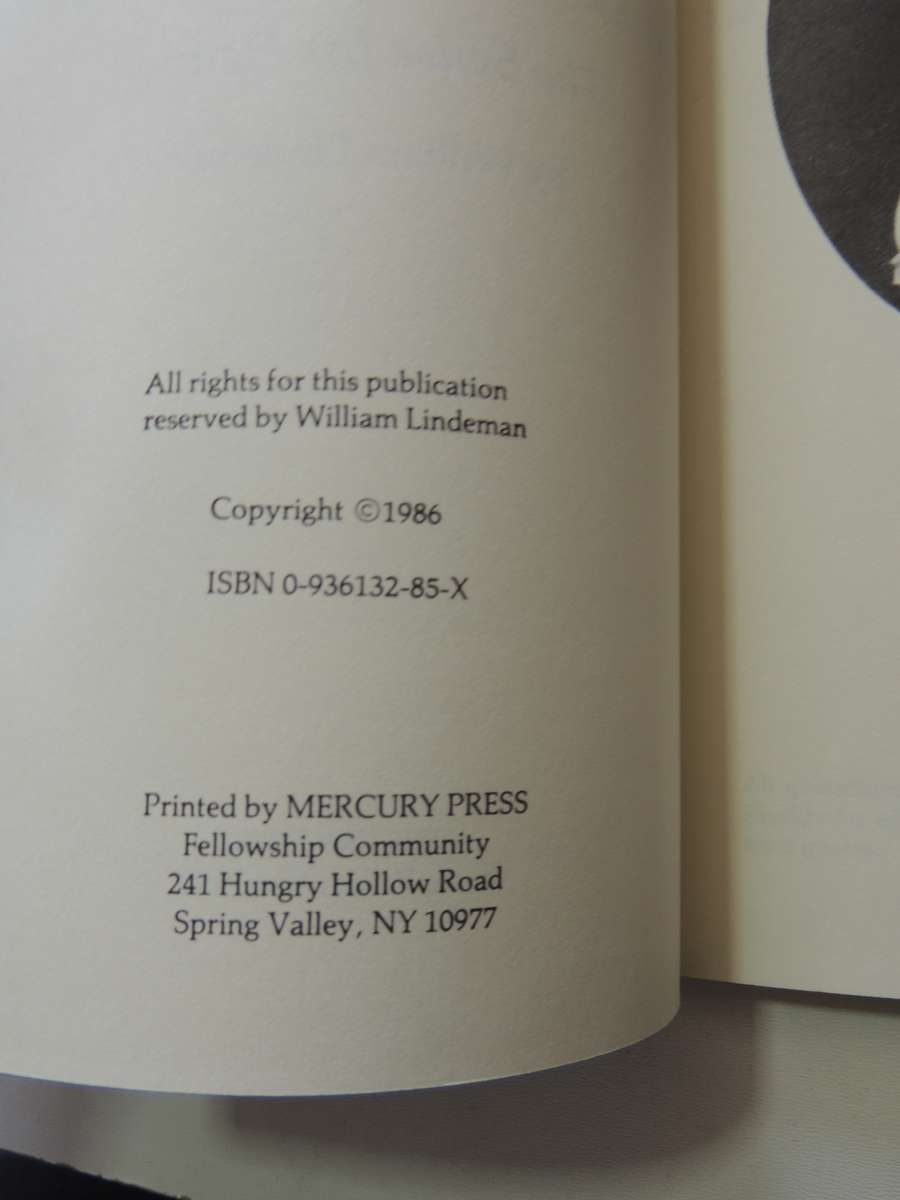 All rights for this publication
reserved by William Lindeman
Copyright ©1986
ISBN 0-936132-85-X
Printed by MERCURY PRESS
Fellowship Community
241 Hungry Hollow Road
Spring Valley, NY 10977